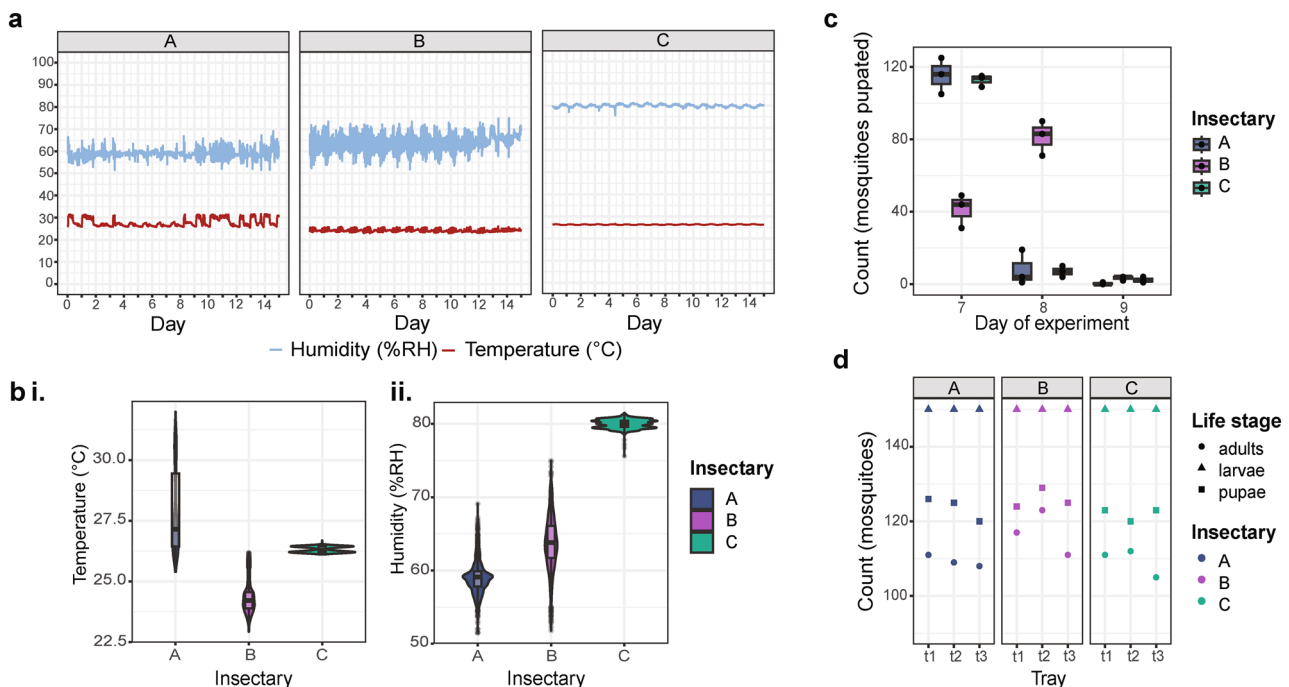 a
A B C
100
90
80
70
60
50
40
30
20
10
0
0 2 4 6 8 10 12 14
0 2 4 6 8 10 12 14
0 2 4 6 8 10 12 14
Day Day Day
Humidity (%RH) Temperature (°C)
b i.
Temperature (°C)
30.0
27.5
25.0
22.5
A B C
Insectary
ii.
Humidity (%RH)
80
70
60
50
A B C
Insectary
Insectary
A
B
C
c
Count (mosquitoes pupated)
120
80
40
0
7 8 9
Day of experiment
Insectary
A
B
C
d
A B C
Count (mosquitoes)
140
120
100
t1 t2 t3 t1 t2 t3 t1 t2 t3
Tray
Life stage
adults
larvae
pupae
Insectary
A
B
C